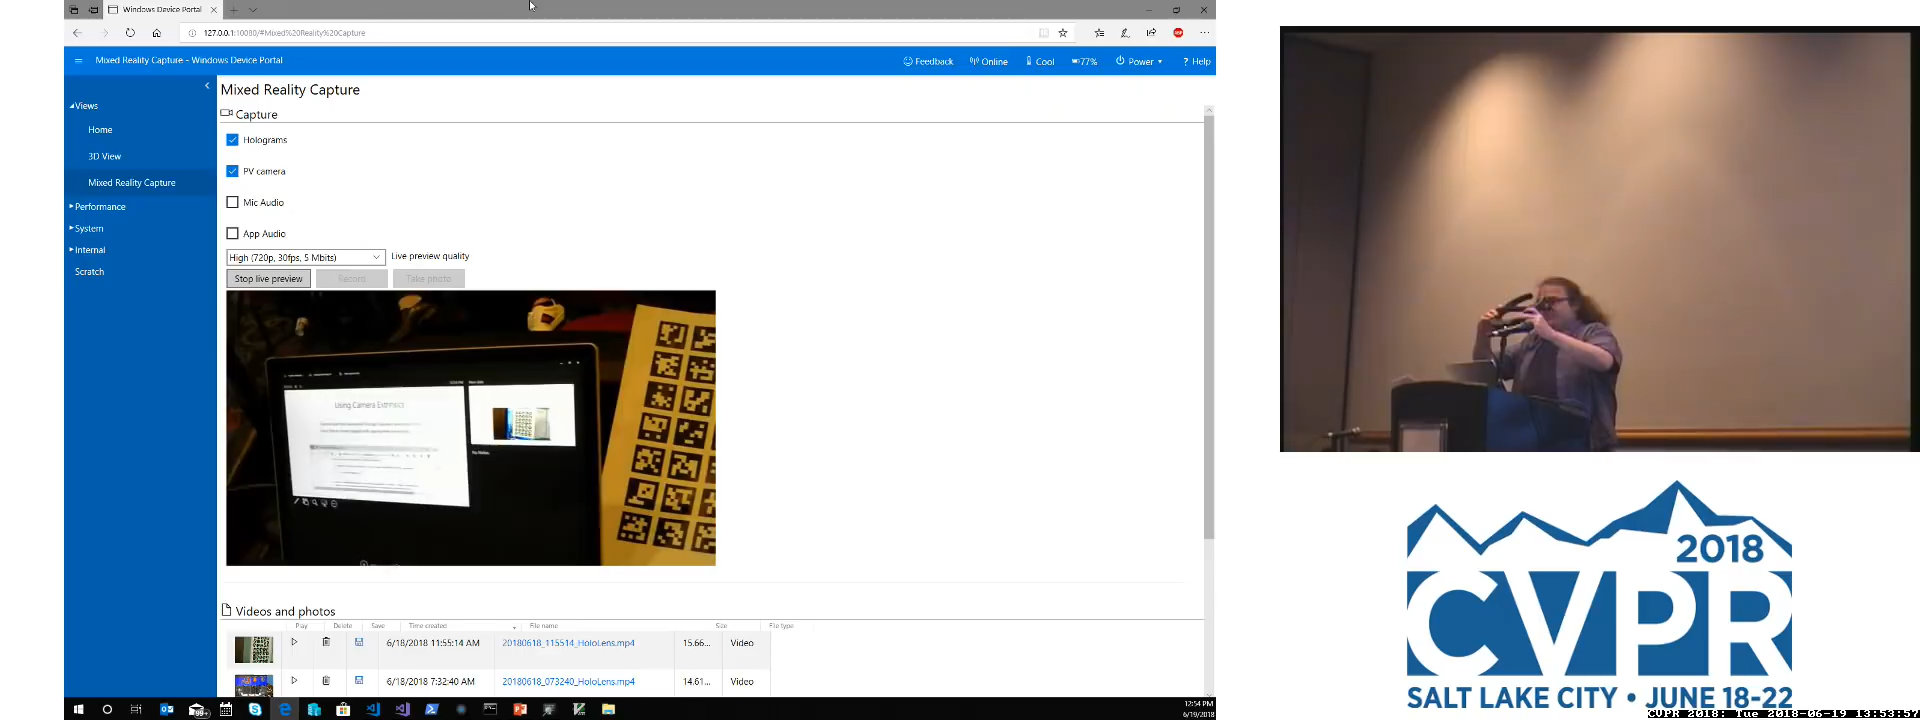 Windows Device Portal
127.0.0.1:10080/#Mixed%20Reality%20Capture
Mixed Reality Capture - Windows Device Portal
Feedback
Online
Cool
77%
Power
? Help
Views
Home
3D View
Mixed Reality Capture
Performance
System
Internal
Scratch
Mixed Reality Capture
Capture
Holograms
PV camera
Mic Audio
App Audio
High (720p, 30fps, 5 Mbits)
Live preview quality
Stop live preview
Record
Take photo
Using Camera Extrinsics
Videos and photos
Play Delete Save Time created File name Size File type
6/18/2018 11:55:14 AM 20180618_115514_HoloLens.mp4 15.66... Video
6/18/2018 7:32:40 AM 20180618_073240_HoloLens.mp4 14.61... Video
99+
12:54 PM
6/19/2018
2018
CVPR
SALT LAKE CITY • JUNE 18-22
CVPR 2018: Tue 2018-06-19 13:53:57